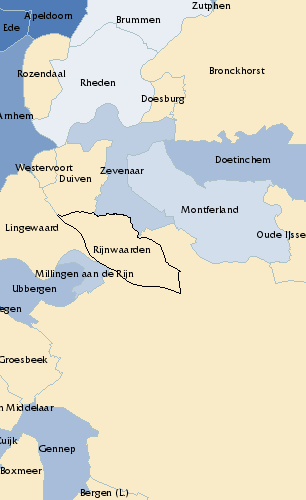 Zutphen
Apeldoorn
Brummen
Ede
Rozendaal
Bronckhorst
Rheden
Doesburg
Arnhem
Doetinchem
Westervoort
Zevenaar
Duiven
Montferland
Lingewaard
Oude IJsse
Rijnwaarden
Millingen aan de Rijn
Ubbergen
egen
Groesbeek
n Middelaar
Cuijk
Gennep
Boxmeer
Bergen (L)